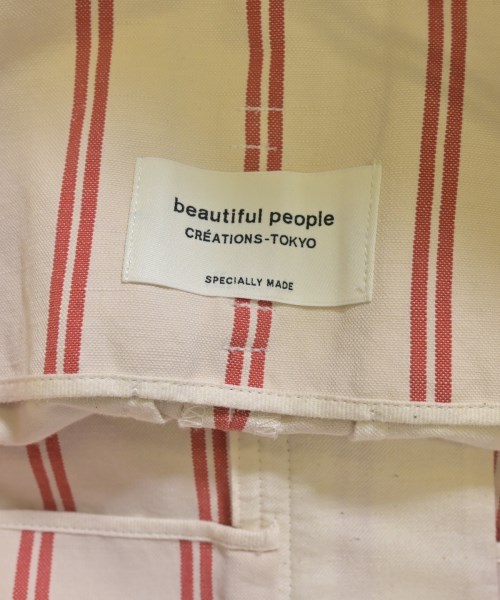 beautiful people
CRÉATIONS-TOKYO
SPECIALLY MADE